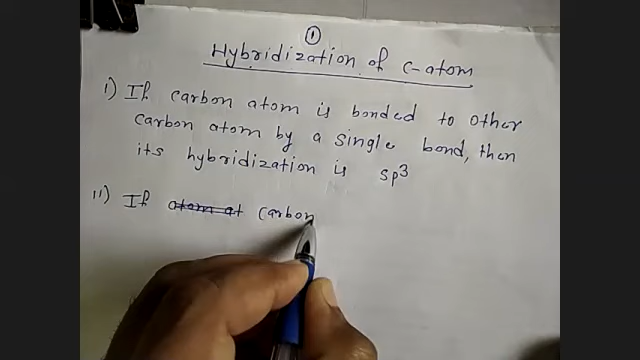 1
Hybridization of C-atom
i) If carbon atom is bonded to other
carbon atom by a single bond, then
its hybridization is sp3
ii) If atom at carbon